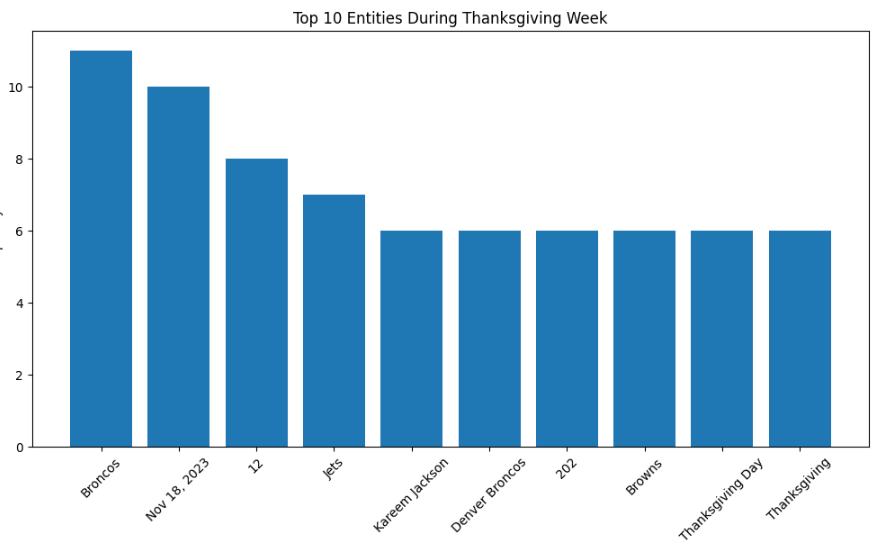 Top 10 Entities During Thanksgiving Week
10
8
6
4
2
0
Broncos
Nov 18, 2023
12
Jets
Kareem Jackson
Denver Broncos
202
Browns
Thanksgiving Day
Thanksgiving